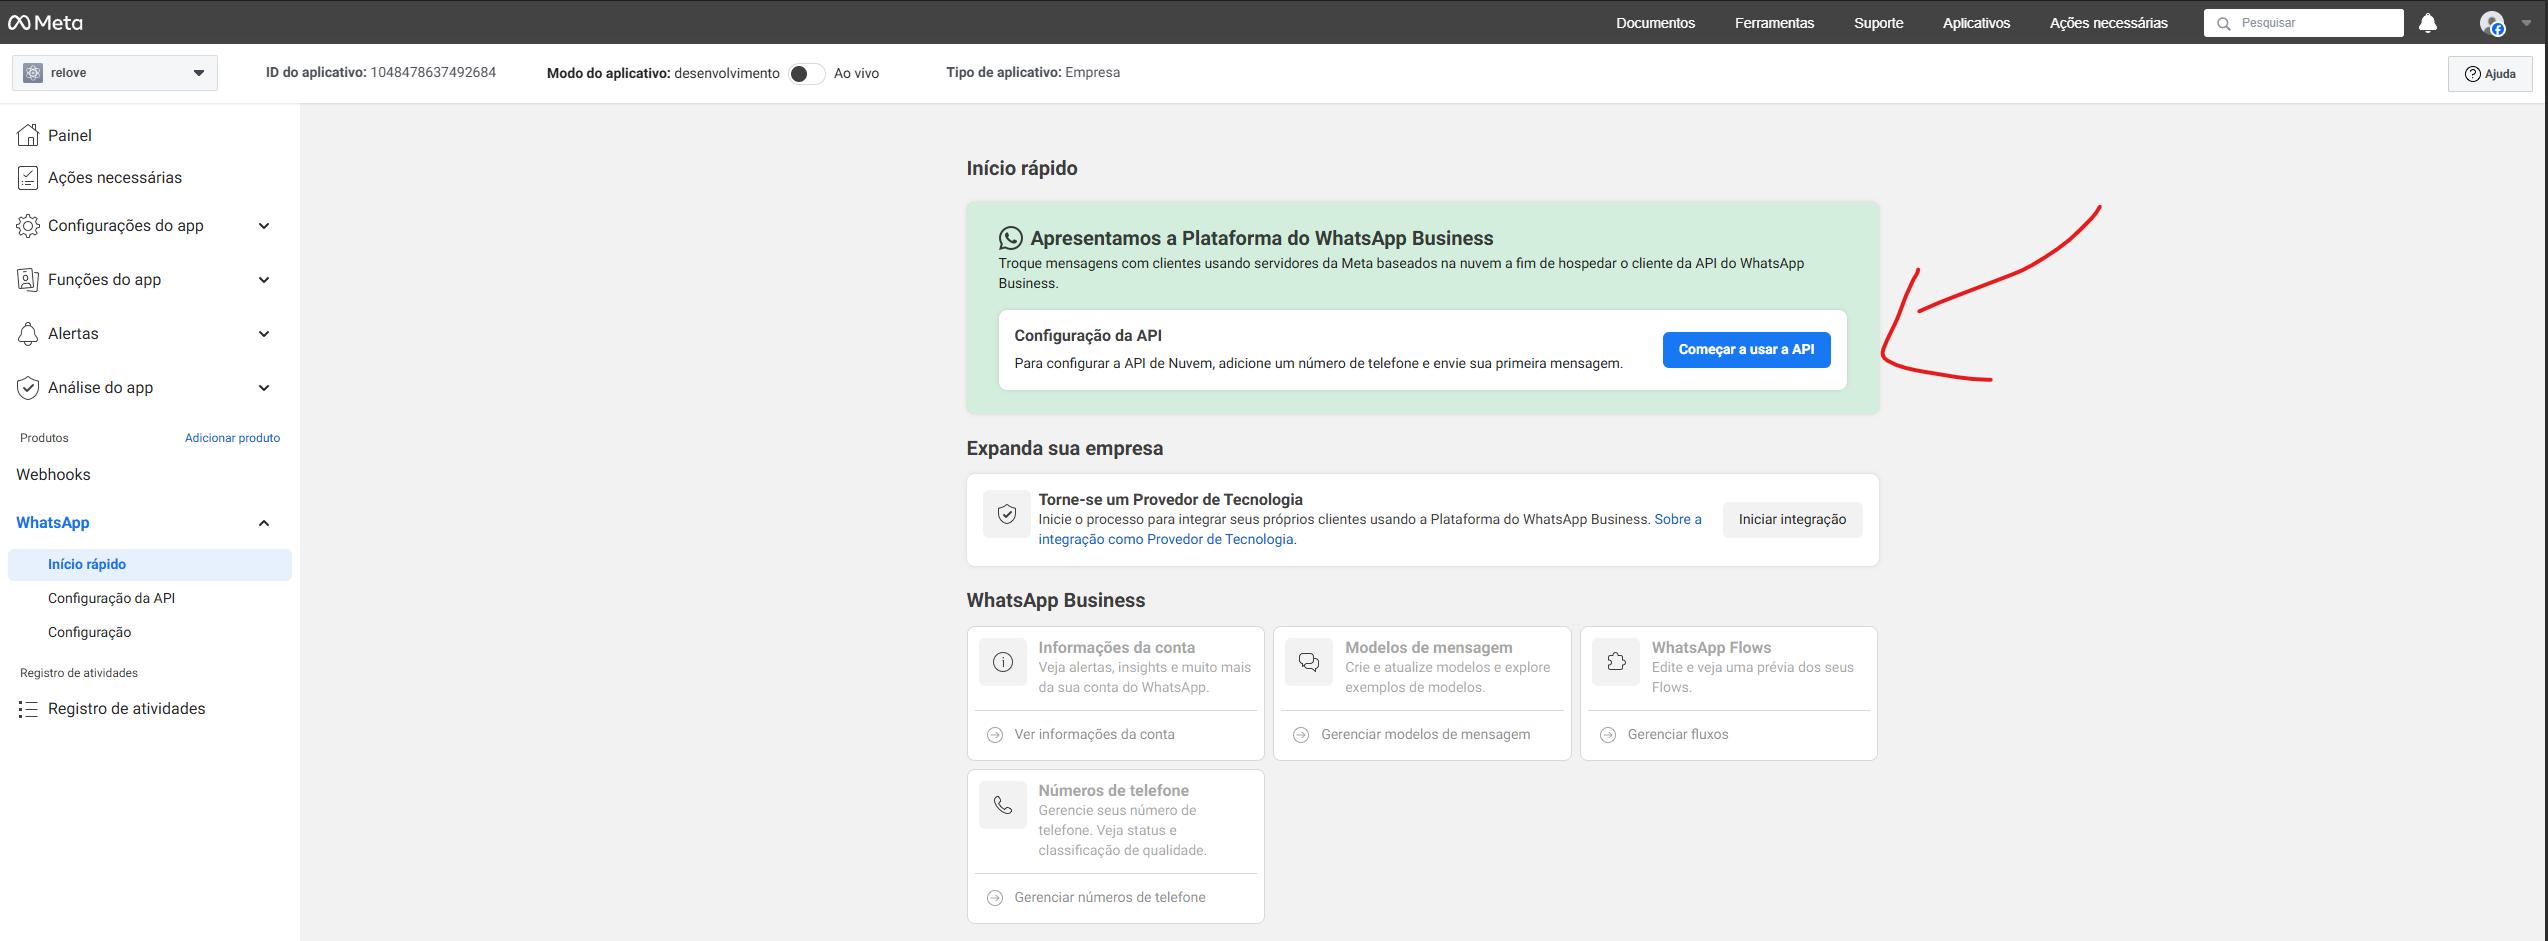 Meta
Documentos
Ferramentas
Suporte
Aplicativos
Ações necessárias
Pesquisar
relove
ID do aplicativo: 1048478637492684
Modo do aplicativo: desenvolvimento
Ao vivo
Tipo de aplicativo: Empresa
Ajuda
Painel
Ações necessárias
Configurações do app
Funções do app
Alertas
Análise do app
Produtos
Adicionar produto
Webhooks
WhatsApp
Início rápido
Configuração da API
Configuração
Registro de atividades
Registro de atividades
Início rápido
Apresentamos a Plataforma do WhatsApp Business
Troque mensagens com clientes usando servidores da Meta baseados na nuvem a fim de hospedar o cliente da API do WhatsApp
Business.
Configuração da API
Para configurar a API de Nuvem, adicione um número de telefone e envie sua primeira mensagem.
Começar a usar a API
Expanda sua empresa
Torne-se um Provedor de Tecnologia
Inicie o processo para integrar seus próprios clientes usando a Plataforma do WhatsApp Business. Sobre a
integração como Provedor de Tecnologia.
Iniciar integração
WhatsApp Business
Informações da conta
Veja alertas, insights e muito mais
da sua conta do WhatsApp.
Ver informações da conta
Modelos de mensagem
Crie e atualize modelos e explore
exemplos de modelos.
Gerenciar modelos de mensagem
WhatsApp Flows
Edite e veja uma prévia dos seus
Flows.
Gerenciar fluxos
Números de telefone
Gerencie seus número de
telefone. Veja status e
classificação de qualidade.
Gerenciar números de telefone